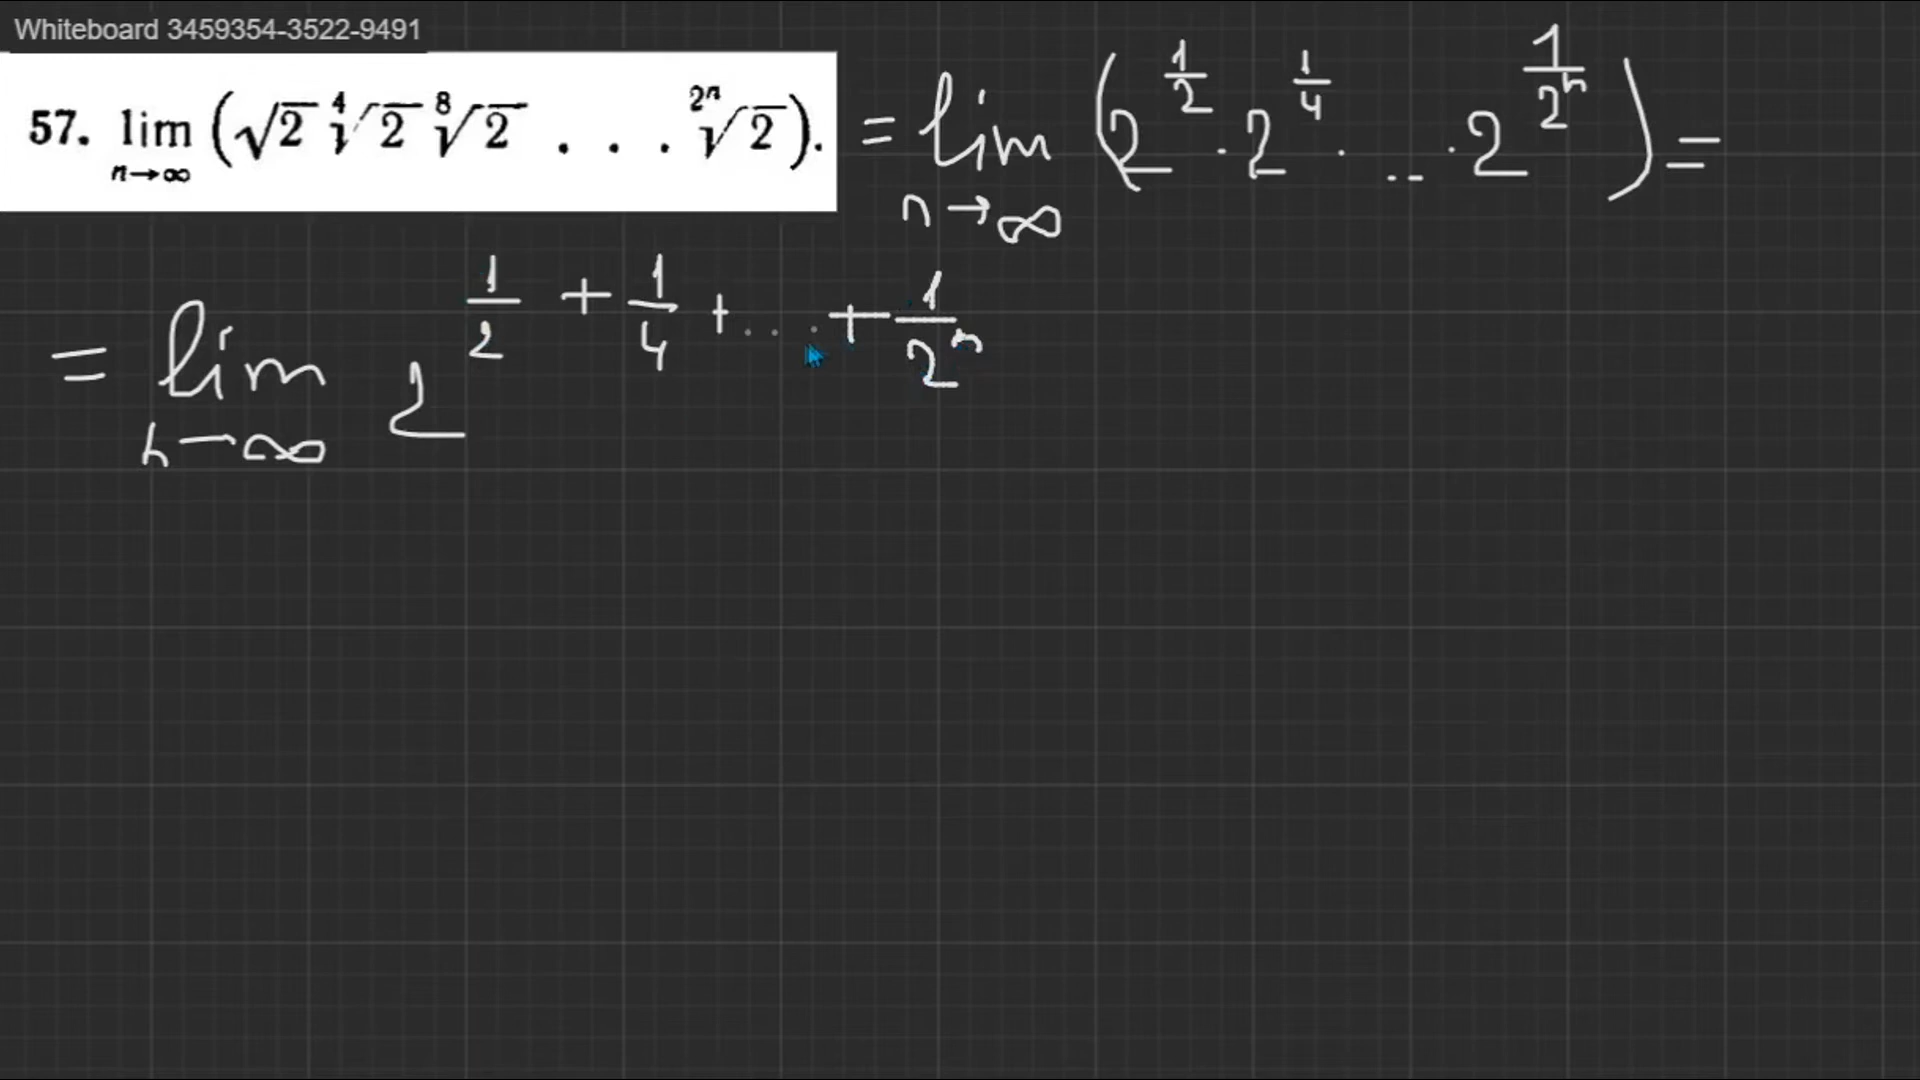 Whiteboard 3459354-3522-9491
57. lim_{n→∞} (√2 ⁴√2 ⁸√2 . . . ^{2ⁿ}√2). = lim_{n→∞} (2^{1/2} · 2^{1/4} · .. · 2^{1/2ⁿ}) =
= lim_{n→∞} 2^{1/2 + 1/4 + ... + 1/2ⁿ}